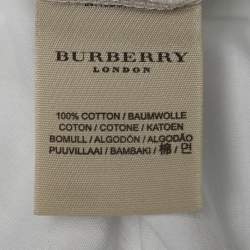 BURBERRY
LONDON
100% COTTON / BAUMWOLLE
COTON / COTONE / KATOEN
BOMULL / ALGODÓN / ALGODÃO
PUUVILLAA / BAMBAKI / 棉 / 면